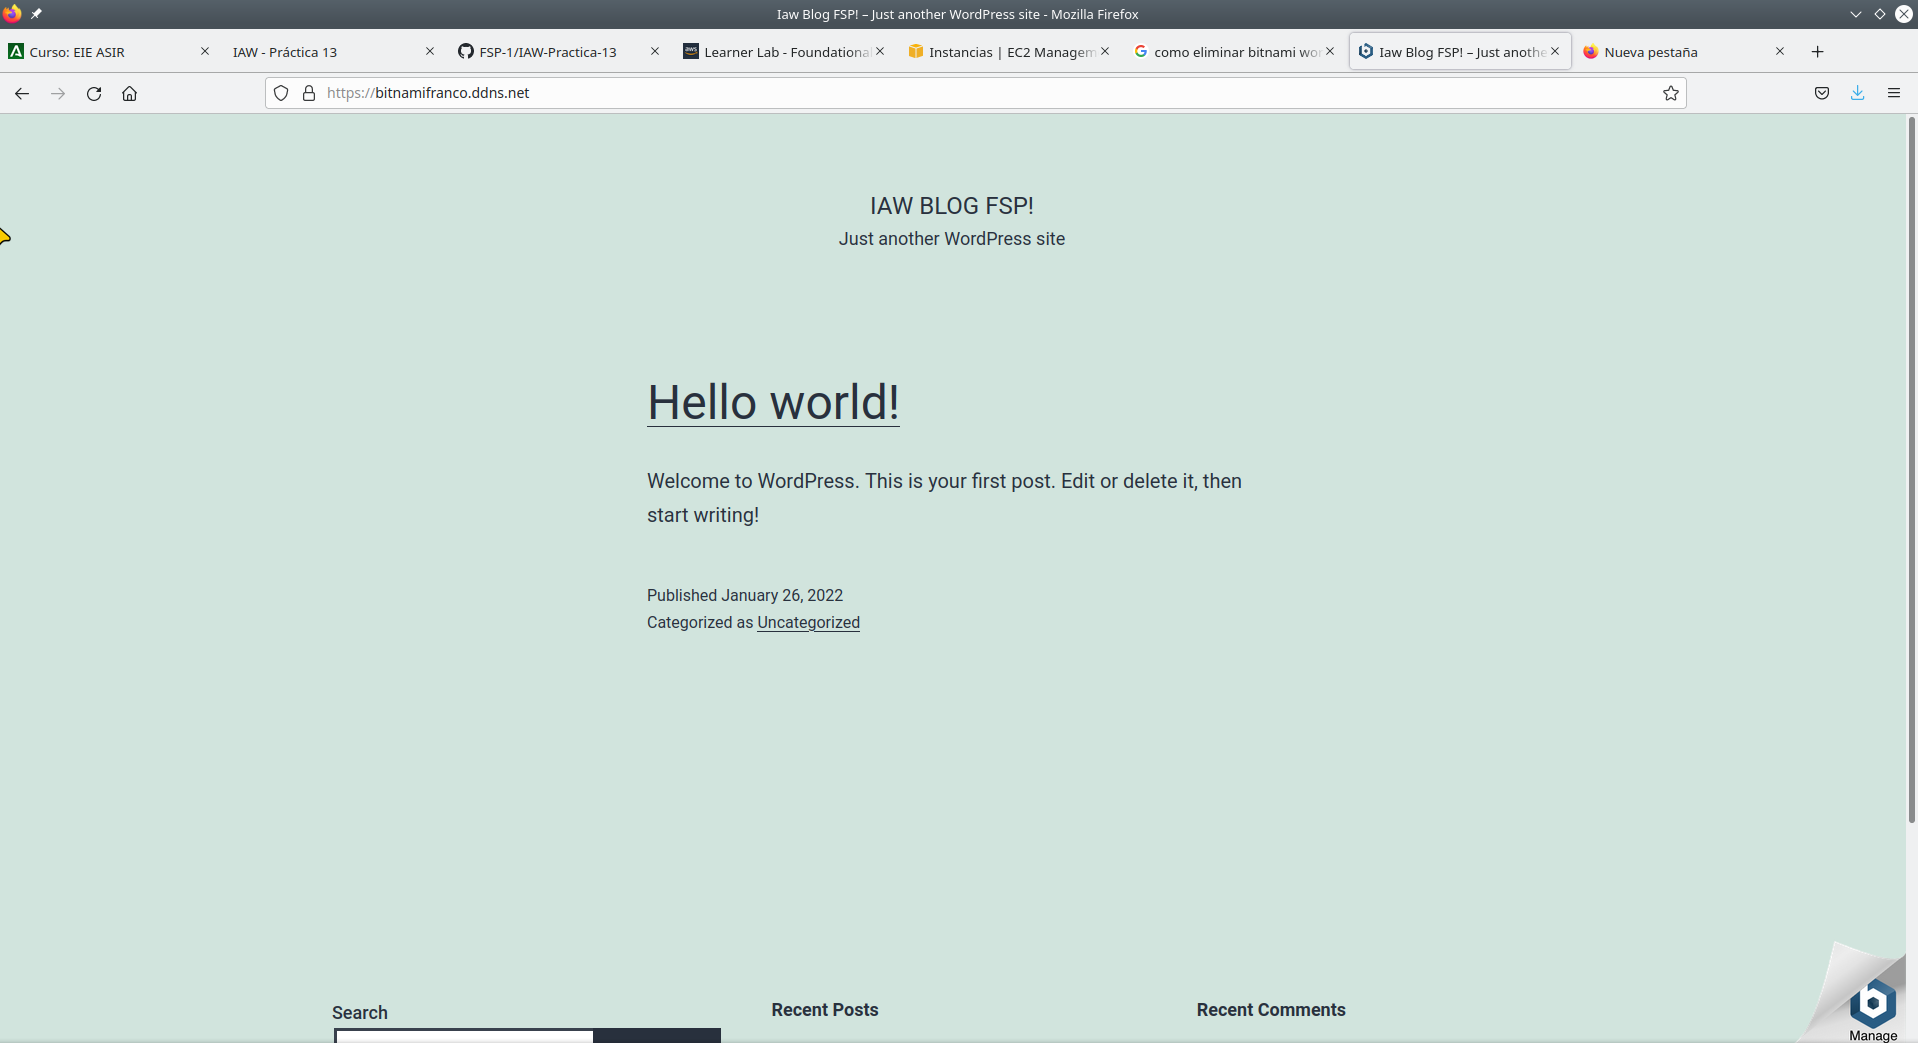 Iaw Blog FSP! – Just another WordPress site - Mozilla Firefox
Curso: EIE ASIR
IAW - Práctica 13
FSP-1/IAW-Practica-13
aws
Learner Lab - Foundational
Instancias | EC2 Managem
como eliminar bitnami wor
Iaw Blog FSP! – Just anothe
Nueva pestaña
https://bitnamifranco.ddns.net
IAW BLOG FSP!
Just another WordPress site
Hello world!
Welcome to WordPress. This is your first post. Edit or delete it, then
start writing!
Published January 26, 2022
Categorized as Uncategorized
Search
Recent Posts
Recent Comments
Manage